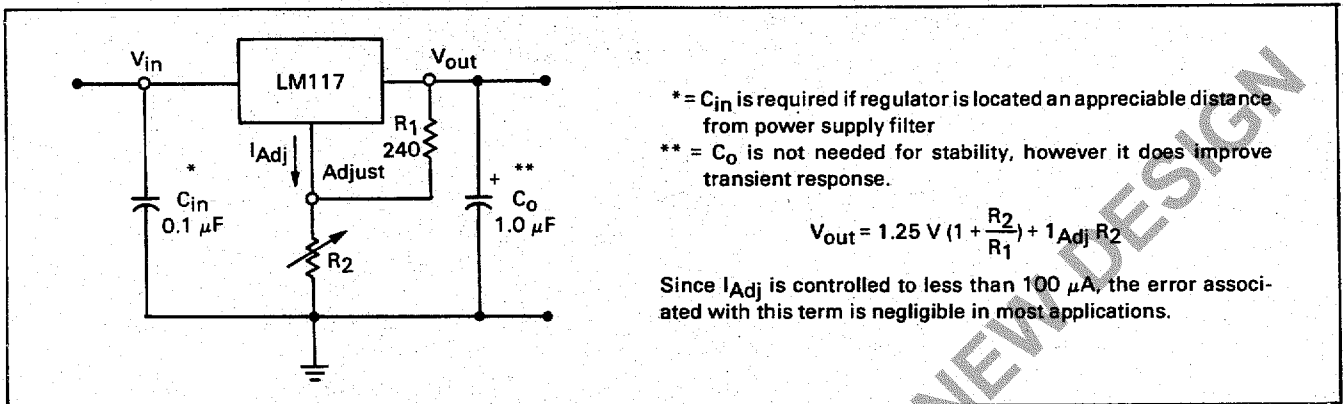 Vin
LM117
Vout
R1
240
IAdj
Adjust
*
Cin
0.1 µF
R2
+ **
Co
1.0 µF
* = Cin is required if regulator is located an appreciable distance
from power supply filter
** = Co is not needed for stability, however it does improve
transient response.
Vout = 1.25 V (1 + R2/R1) + 1Adj R2
Since IAdj is controlled to less than 100 µA, the error associ-
ated with this term is negligible in most applications.
NEW DESIGN